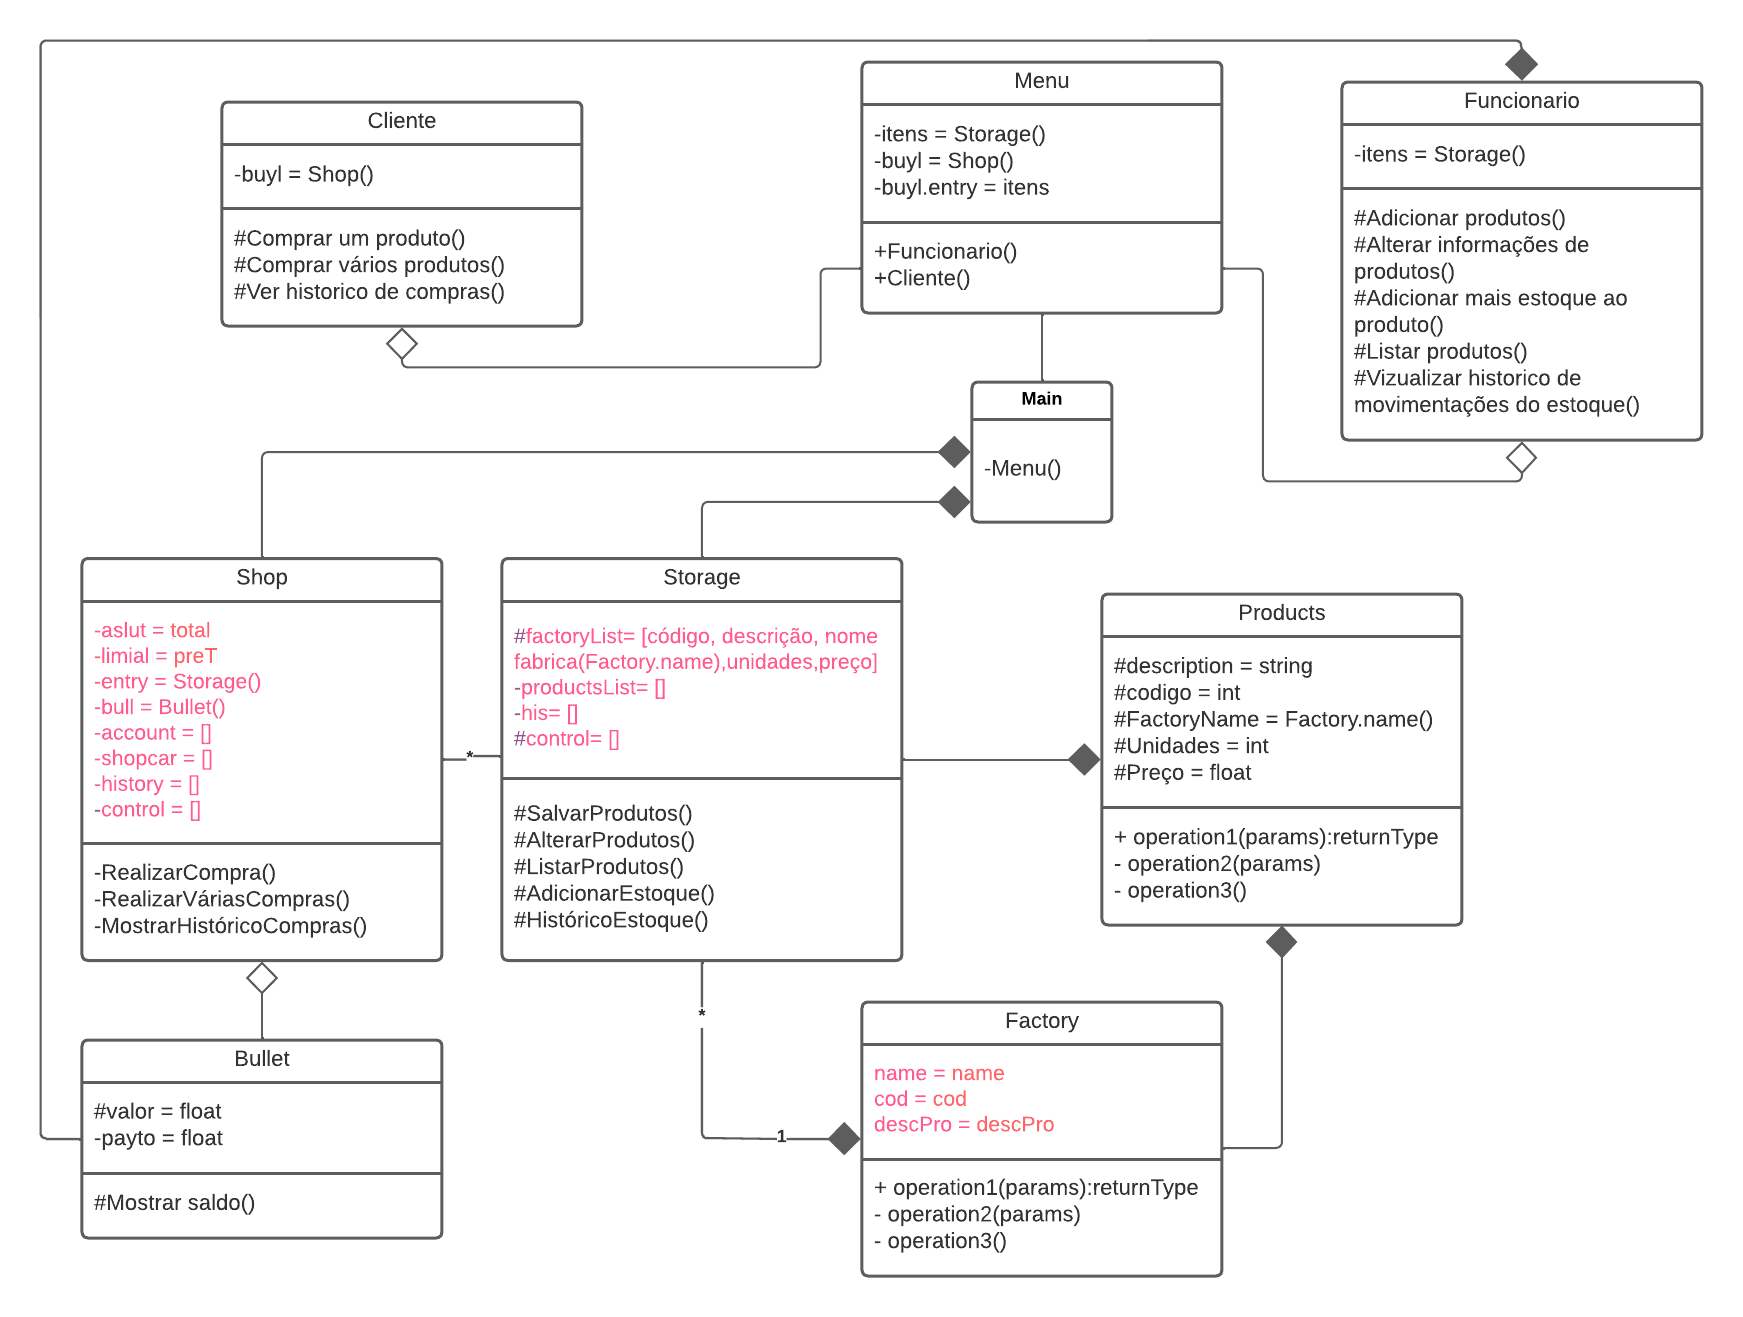 Cliente
-buyl = Shop()
#Comprar um produto()
#Comprar vários produtos()
#Ver historico de compras()
Menu
-itens = Storage()
-buyl = Shop()
-buyl.entry = itens
+Funcionario()
+Cliente()
Funcionario
-itens = Storage()
#Adicionar produtos()
#Alterar informações de
produtos()
#Adicionar mais estoque ao
produto()
#Listar produtos()
#Vizualizar historico de
movimentações do estoque()
Main
-Menu()
Shop
-aslut = total
-limial = preT
-entry = Storage()
-bull = Bullet()
-account = []
-shopcar = []
-history = []
-control = []
-RealizarCompra()
-RealizarVáriasCompras()
-MostrarHistóricoCompras()
*
Storage
#factoryList= [código, descrição, nome
fabrica(Factory.name),unidades,preço]
-productsList= []
-his= []
#control= []
#SalvarProdutos()
#AlterarProdutos()
#ListarProdutos()
#AdicionarEstoque()
#HistóricoEstoque()
Products
#description = string
#codigo = int
#FactoryName = Factory.name()
#Unidades = int
#Preço = float
+ operation1(params):returnType
- operation2(params)
- operation3()
*
1
Bullet
#valor = float
-payto = float
#Mostrar saldo()
Factory
name = name
cod = cod
descPro = descPro
+ operation1(params):returnType
- operation2(params)
- operation3()